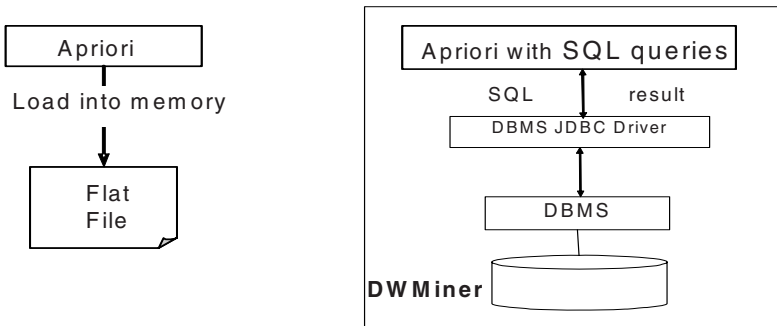 Apriori
Load into memory
Flat
File
Apriori with SQL queries
SQL result
DBMS JDBC Driver
DBMS
DWMiner